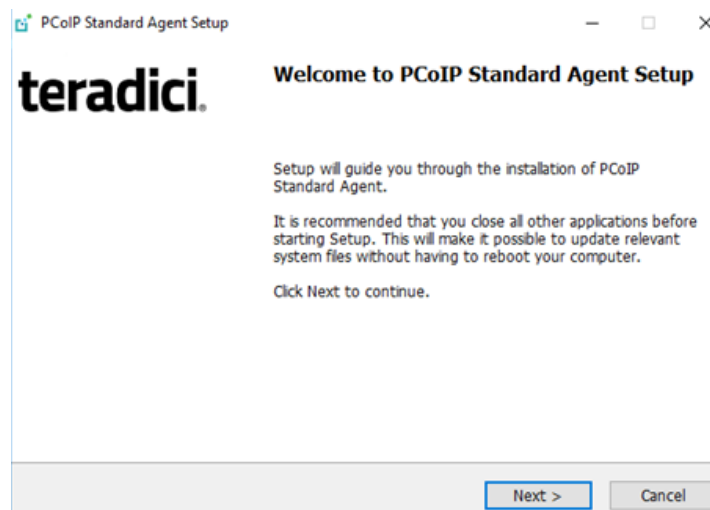 PCoIP Standard Agent Setup
teradici.
Welcome to PCoIP Standard Agent Setup
Setup will guide you through the installation of PCoIP
Standard Agent.
It is recommended that you close all other applications before
starting Setup. This will make it possible to update relevant
system files without having to reboot your computer.
Click Next to continue.
Next >
Cancel